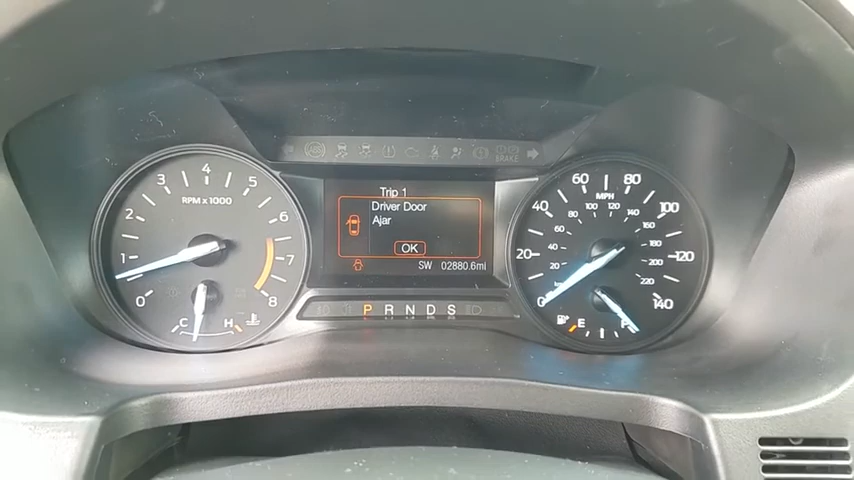 ABS BRAKE
4
3 5
RPM x 1000
2 6
1 7
0 8
C H
Trip 1
Driver Door
Ajar
OK
SW 02880.6mi
P R N D S
60 80
MPH
40 100
100 120
80 140
60 160
20 120
40 180
20 200
220
0 140
E F